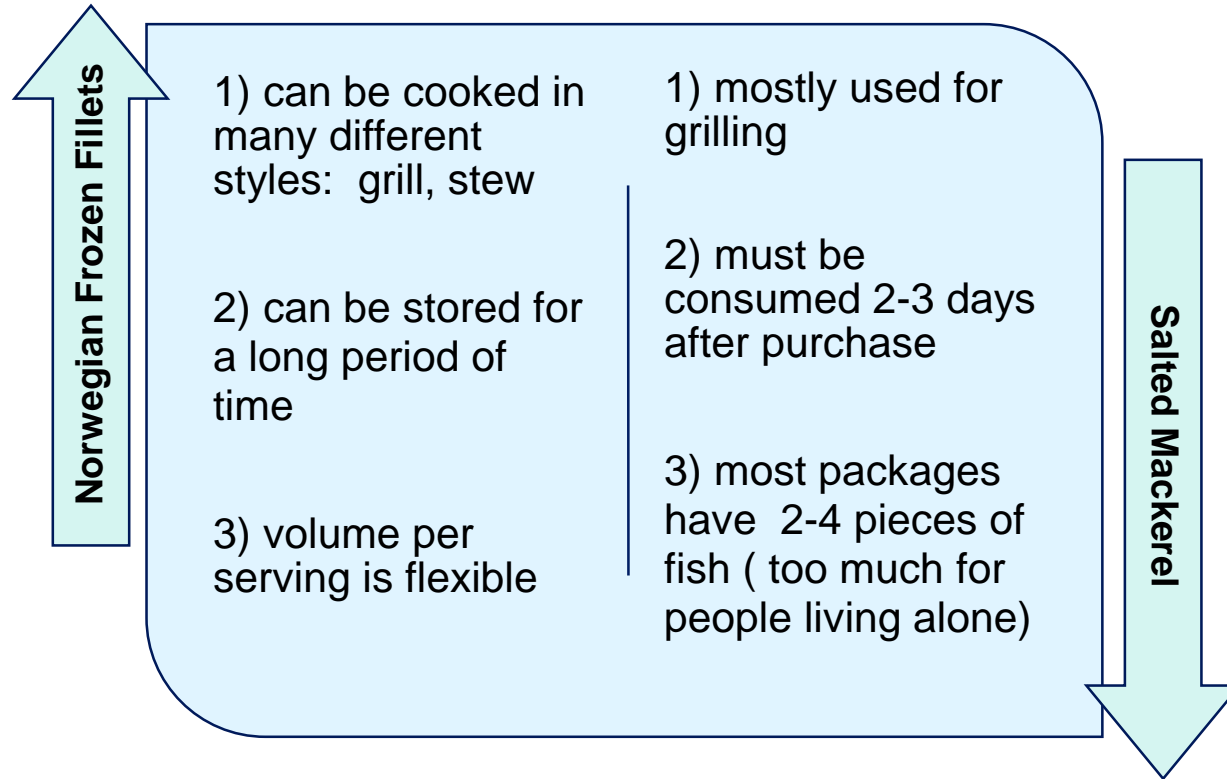 Norwegian Frozen Fillets
1) can be cooked in
many different
styles:  grill, stew
2) can be stored for
a long period of
time
3) volume per
serving is flexible
1) mostly used for
grilling
2) must be
consumed 2-3 days
after purchase
3) most packages
have  2-4 pieces of
fish ( too much for
people living alone)
Salted Mackerel